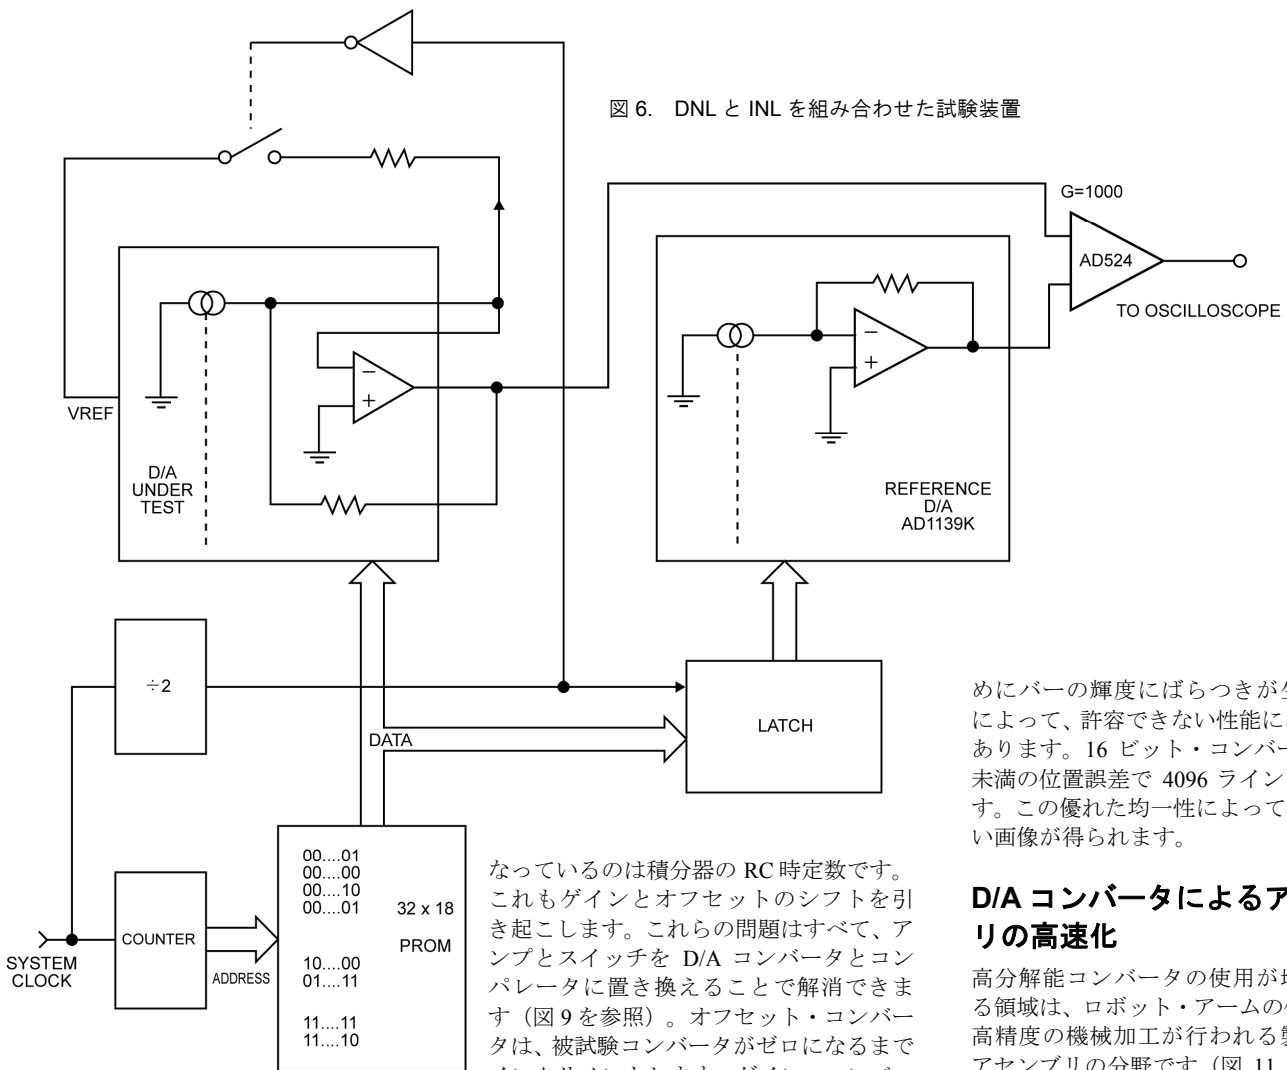 図 6. DNL と INL を組み合わせた試験装置
G=1000
AD524
TO OSCILLOSCOPE
VREF
D/A
UNDER
TEST
REFERENCE
D/A
AD1139K
÷2
DATA
LATCH
00....01
00....00
00....10
00....01
10....00
01....11
11....11
11....10
32 x 18
PROM
COUNTER
ADDRESS
SYSTEM
CLOCK
なっているのは積分器の RC 時定数です。
これもゲインとオフセットのシフトを引
き起こします。これらの問題はすべて、ア
ンプとスイッチを D/A コンバータとコン
パレータに置き換えることで解消できま
す（図 9 を参照）。オフセット・コンバー
タは、被試験コンバータがゼロになるまで
めにバーの輝度にばらつきが
によって、許容できない性能に
あります。16 ビット・コンバー
未満の位置誤差で 4096 ライン
す。この優れた均一性によって
い画像が得られます。
D/A コンバータによるア
リの高速化
高分解能コンバータの使用が
る領域は、ロボット・アームの
高精度の機械加工が行われる
アセンブリの分野です（図 11